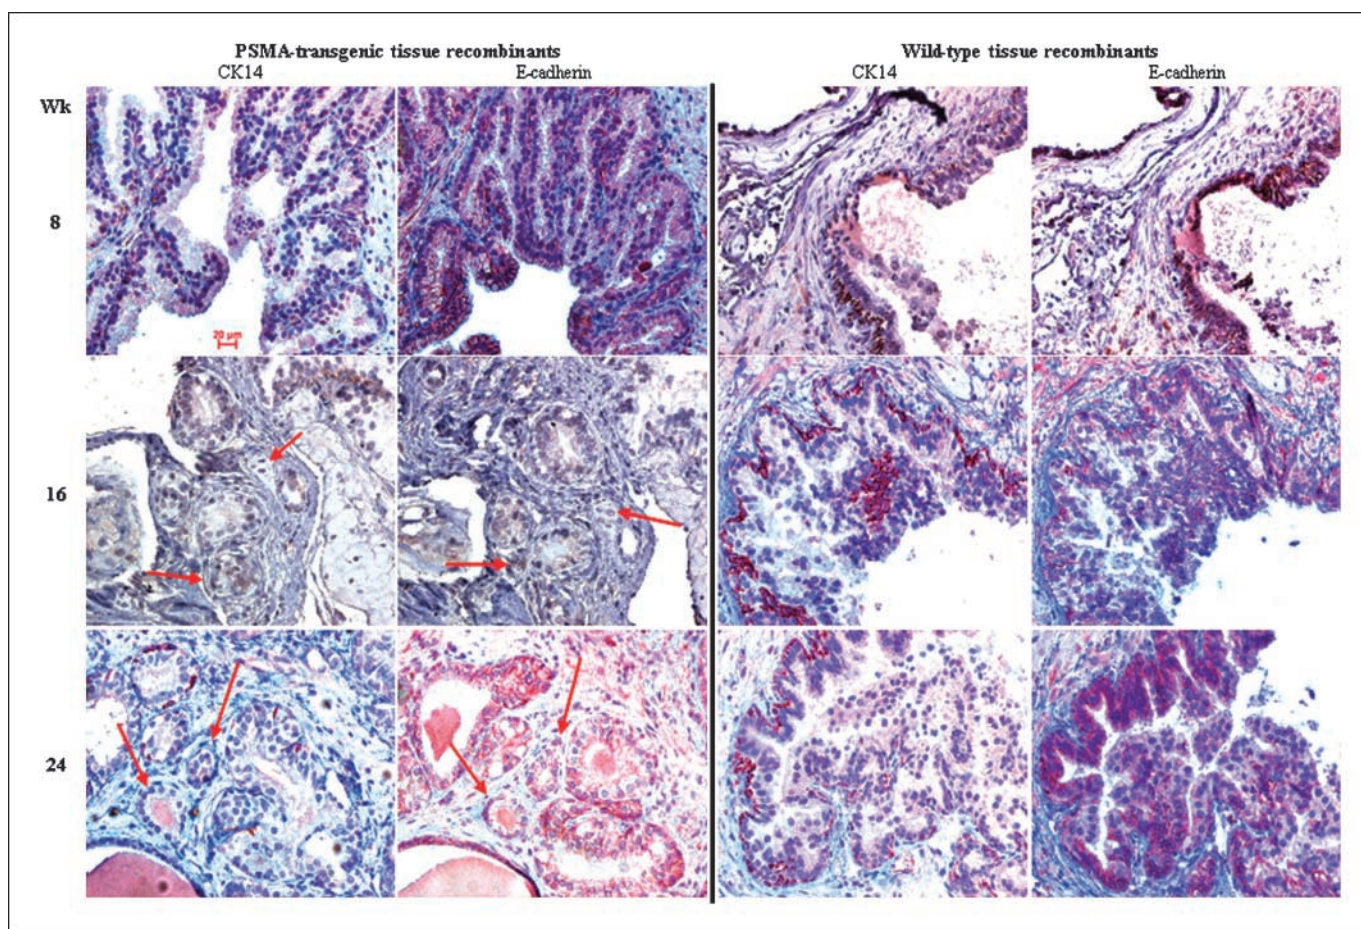 PSMA-transgenic tissue recombinants
Wild-type tissue recombinants
CK14
E-cadherin
CK14
E-cadherin
Wk
8
20 µm
16
24